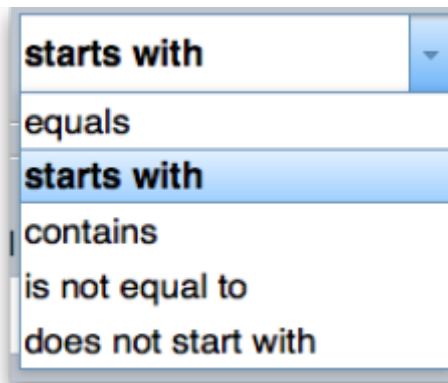 starts with
equals
starts with
contains
is not equal to
does not start with